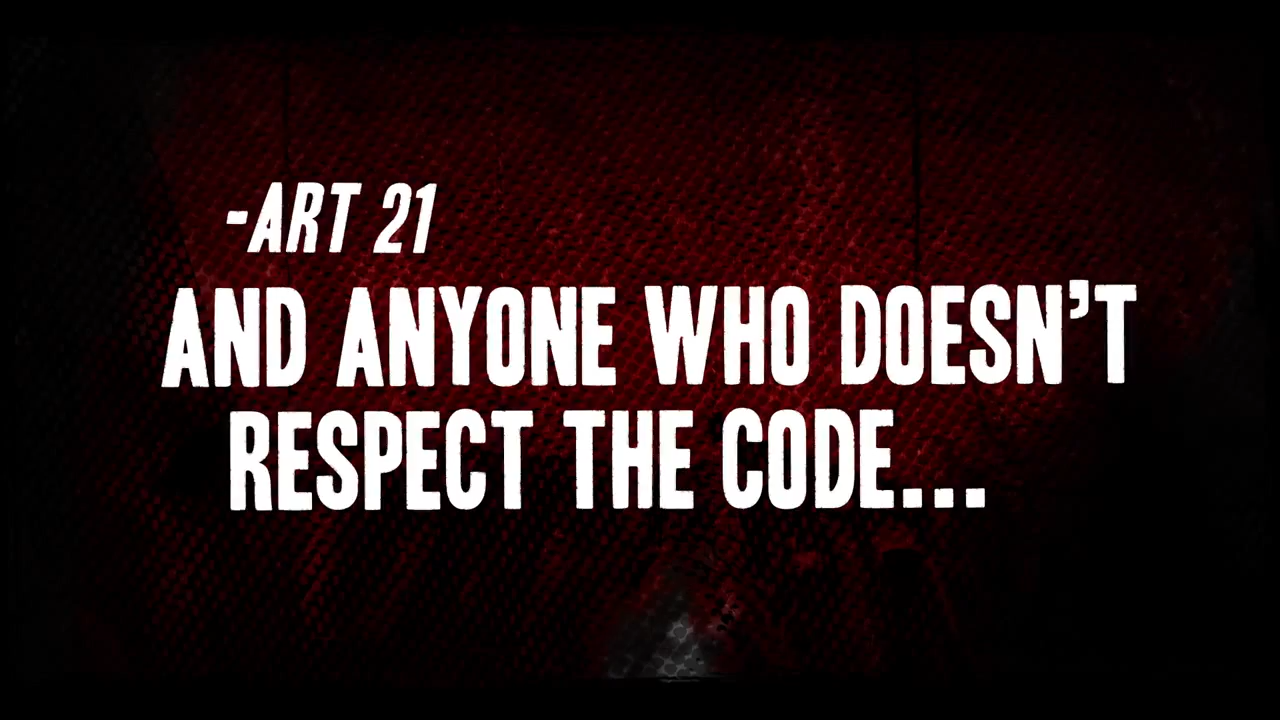 -ART 21
AND ANYONE WHO DOESN'T
RESPECT THE CODE...